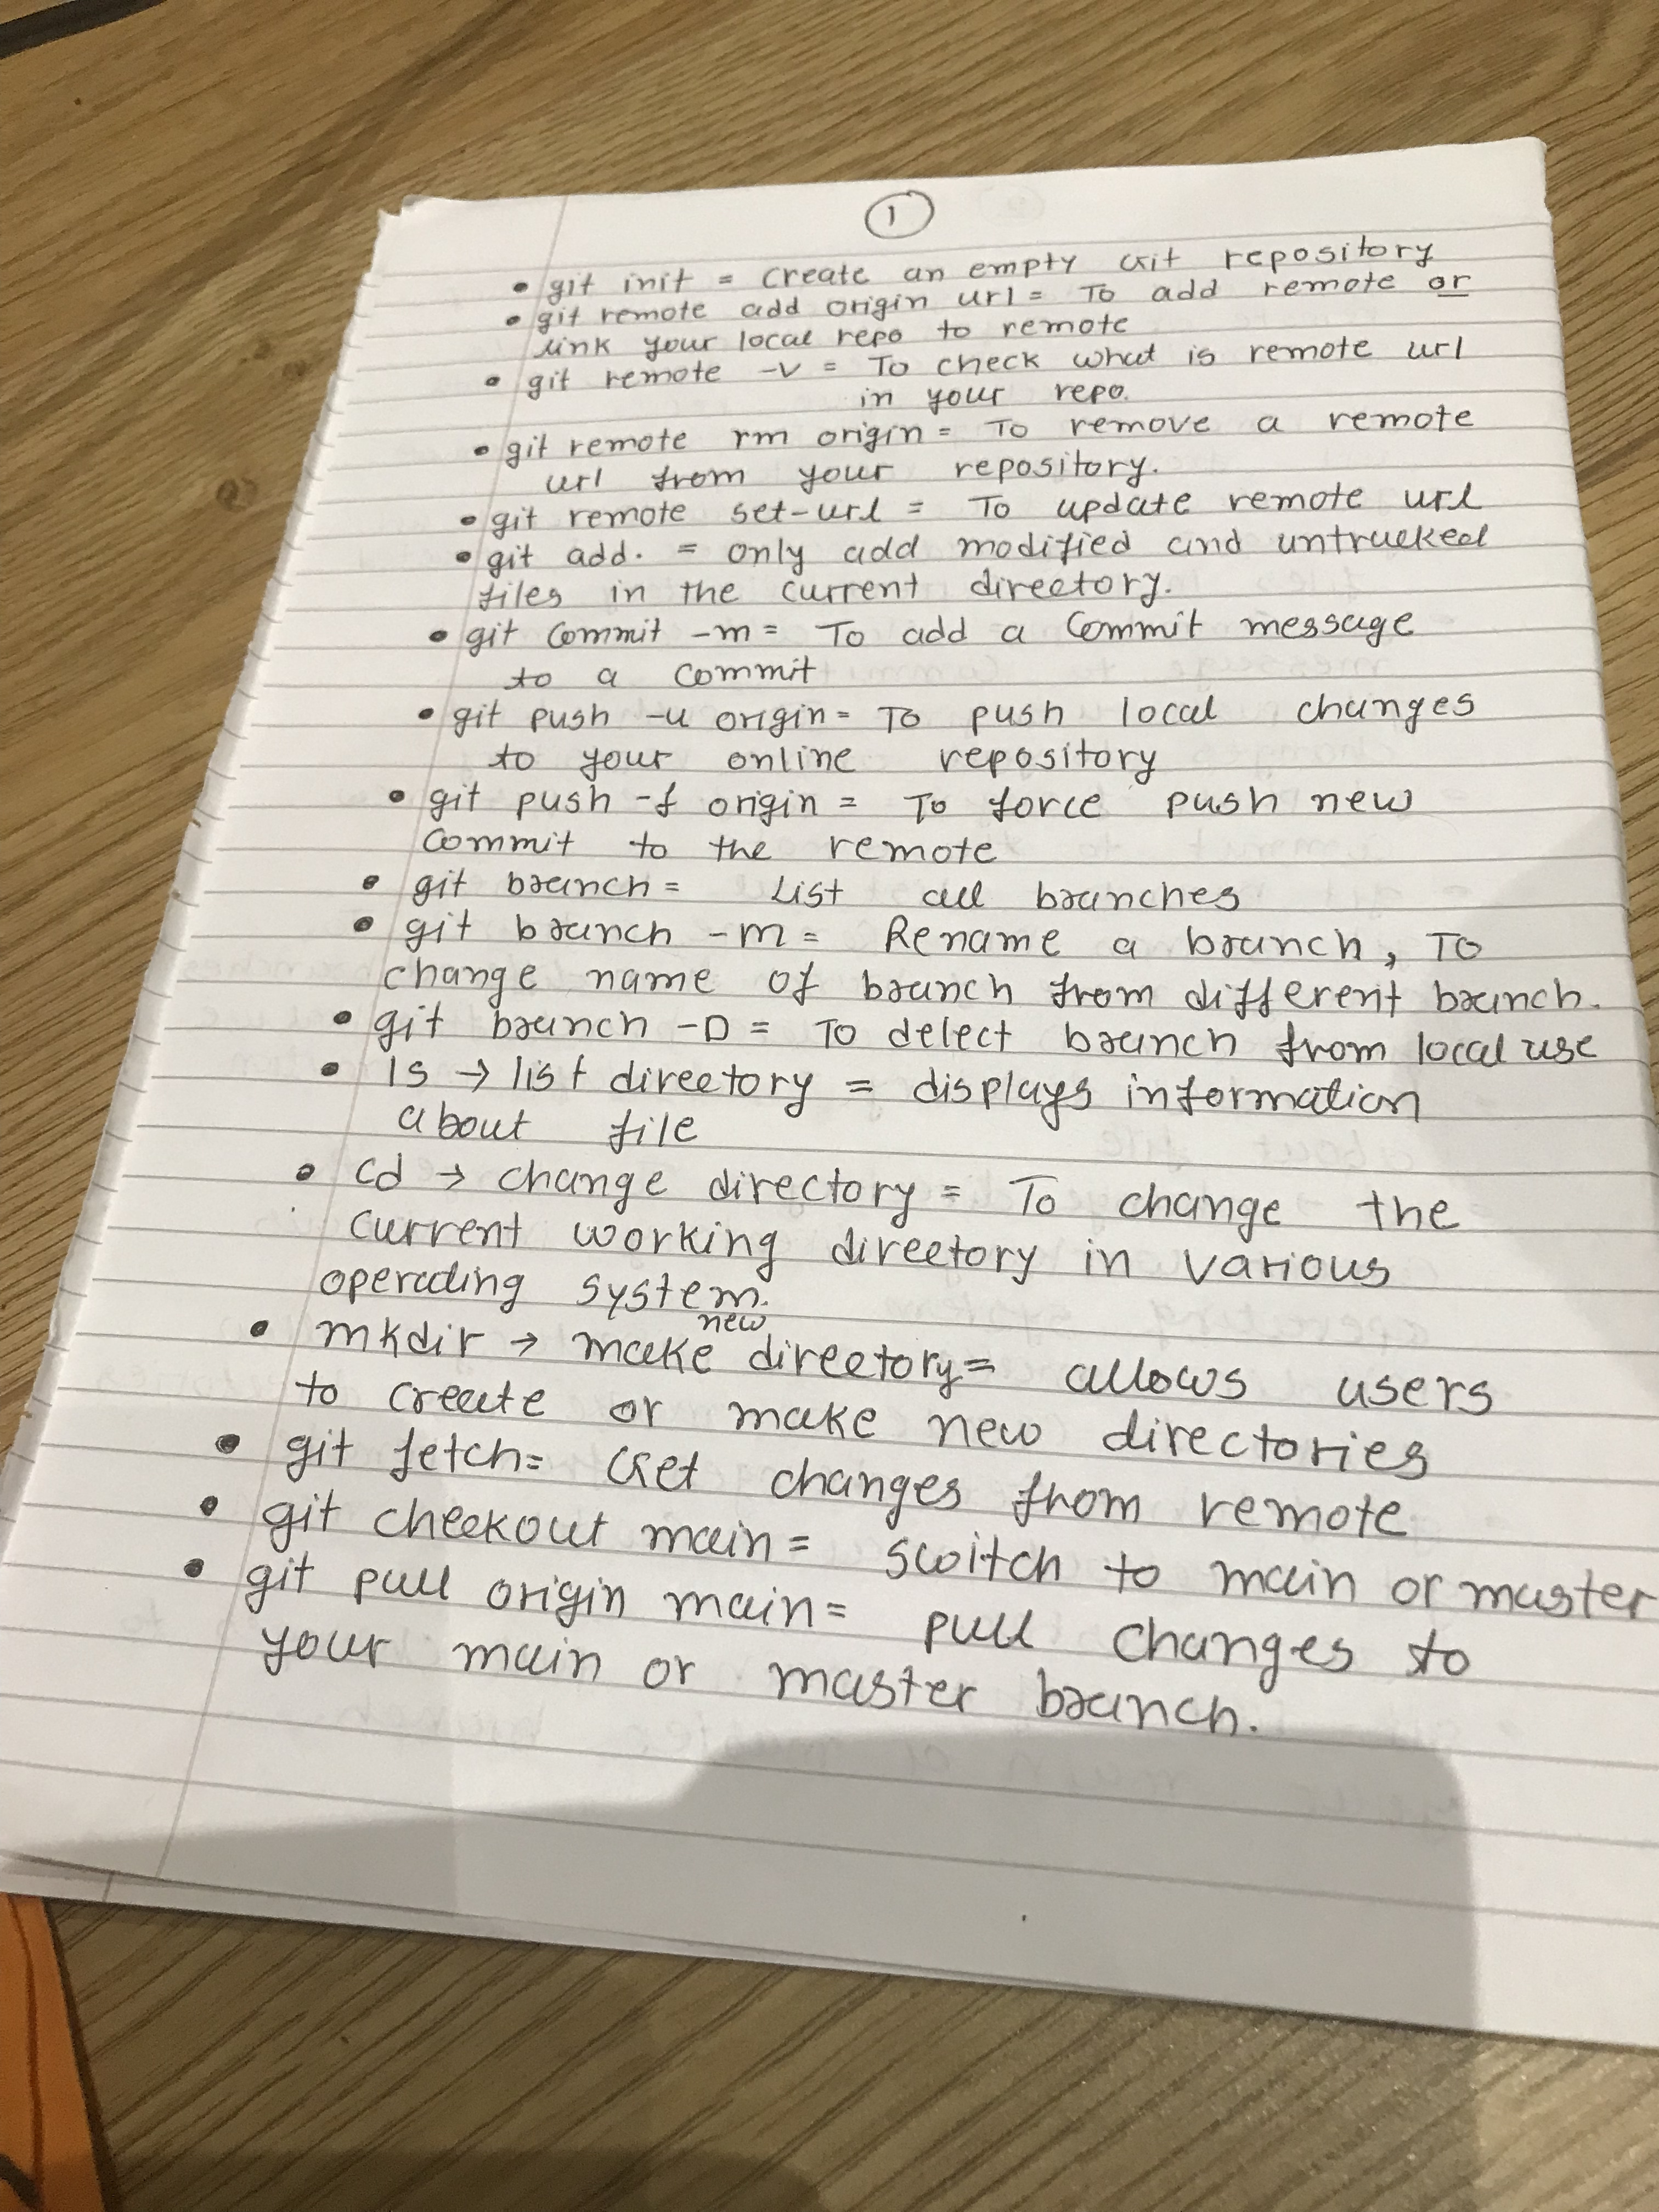 1
• git init = Create an empty Git repository
• git remote add origin url = To add remote or
link your local repo to remote
• git remote -v = To check what is remote url
in your repo.
• git remote rm origin = To remove a remote
url from your repository.
• git remote set-url = To update remote url
• git add. = only add modified and untracked
files in the current directory.
• git commit -m = To add a commit message
to a commit
• git push -u origin = To push local changes
to your online repository
• git push -f origin = To force push new
commit to the remote
• git branch = List all branches
• git branch -m = Rename a branch, To
change name of branch from different branch.
• git branch -D = To delect branch from local use
• ls → list directory = displays information
about file
• cd → change directory = To change the
current working directory in various
operating system.
new
• mkdir → make directory = allows users
to create or make new directories
• git fetch = Get changes from remote
• git checkout main = switch to main or master
• git pull origin main = pull changes to
your main or master branch.